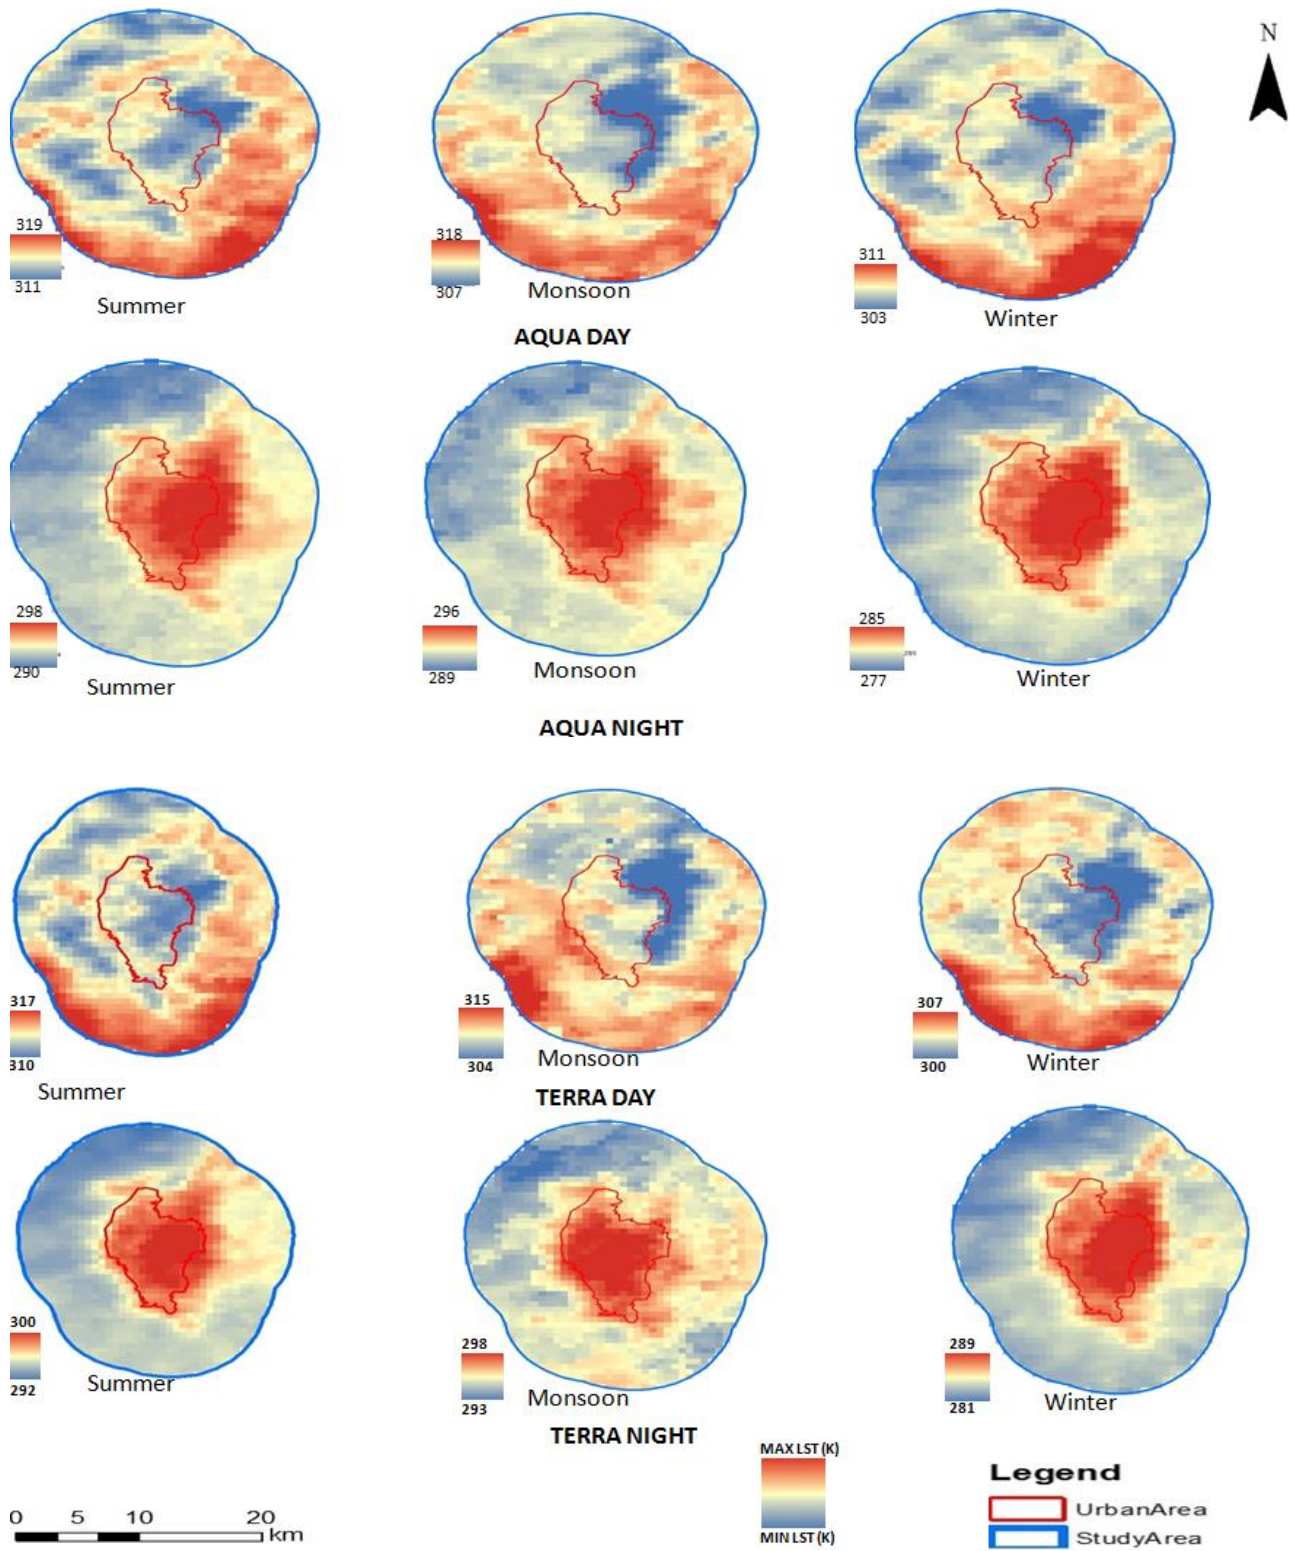 N
319
311
Summer
318
307
Monsoon
311
303
Winter
AQUA DAY
298
290
Summer
296
289
Monsoon
285
277
Winter
AQUA NIGHT
317
310
Summer
315
304
Monsoon
307
300
Winter
TERRA DAY
300
292
Summer
298
293
Monsoon
289
281
Winter
TERRA NIGHT
MAX LST (K)
MIN LST (K)
0 5 10 20
km
Legend
UrbanArea
StudyArea